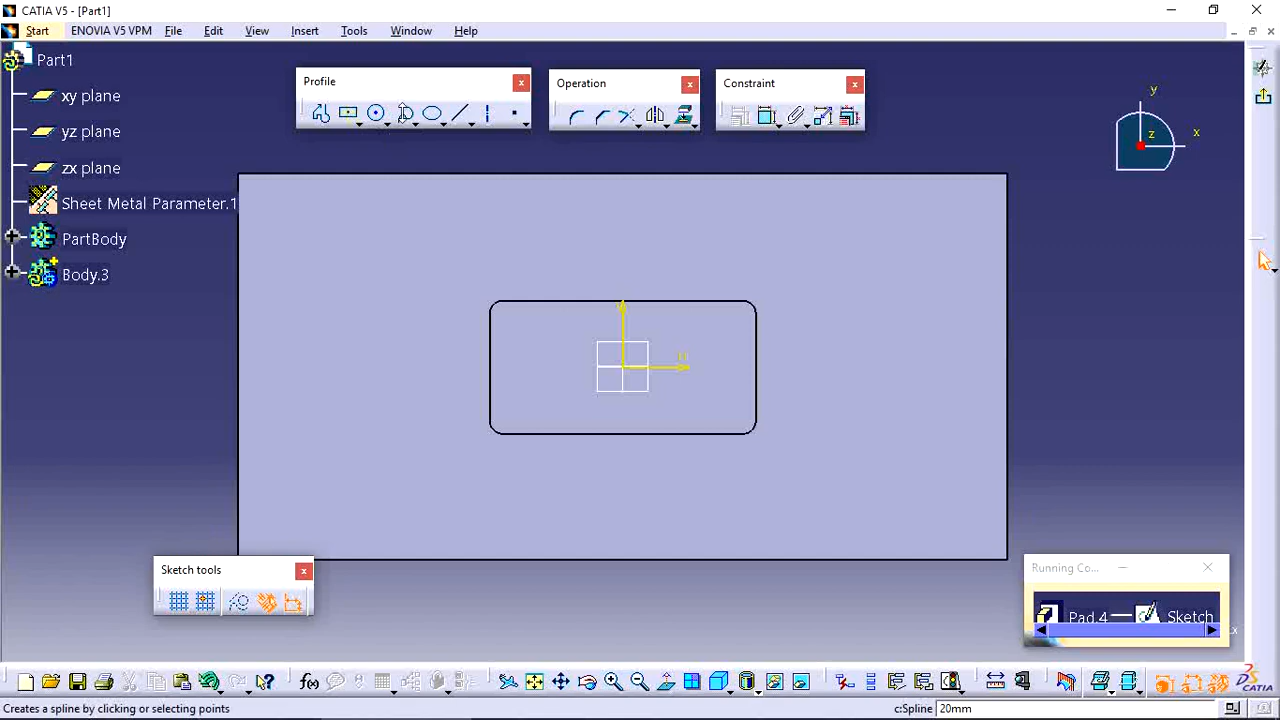 CATIA V5 - [Part1]
Start ENOVIA V5 VPM File Edit View Insert Tools Window Help
Part1
xy plane
yz plane
zx plane
Sheet Metal Parameter.1
PartBody
Body.3
Profile
Operation
Constraint
y
z
x
Sketch tools
Running Co...
Pad.4
Sketch
x
f(x)
CATIA
Creates a spline by clicking or selecting points
c:Spline 20mm